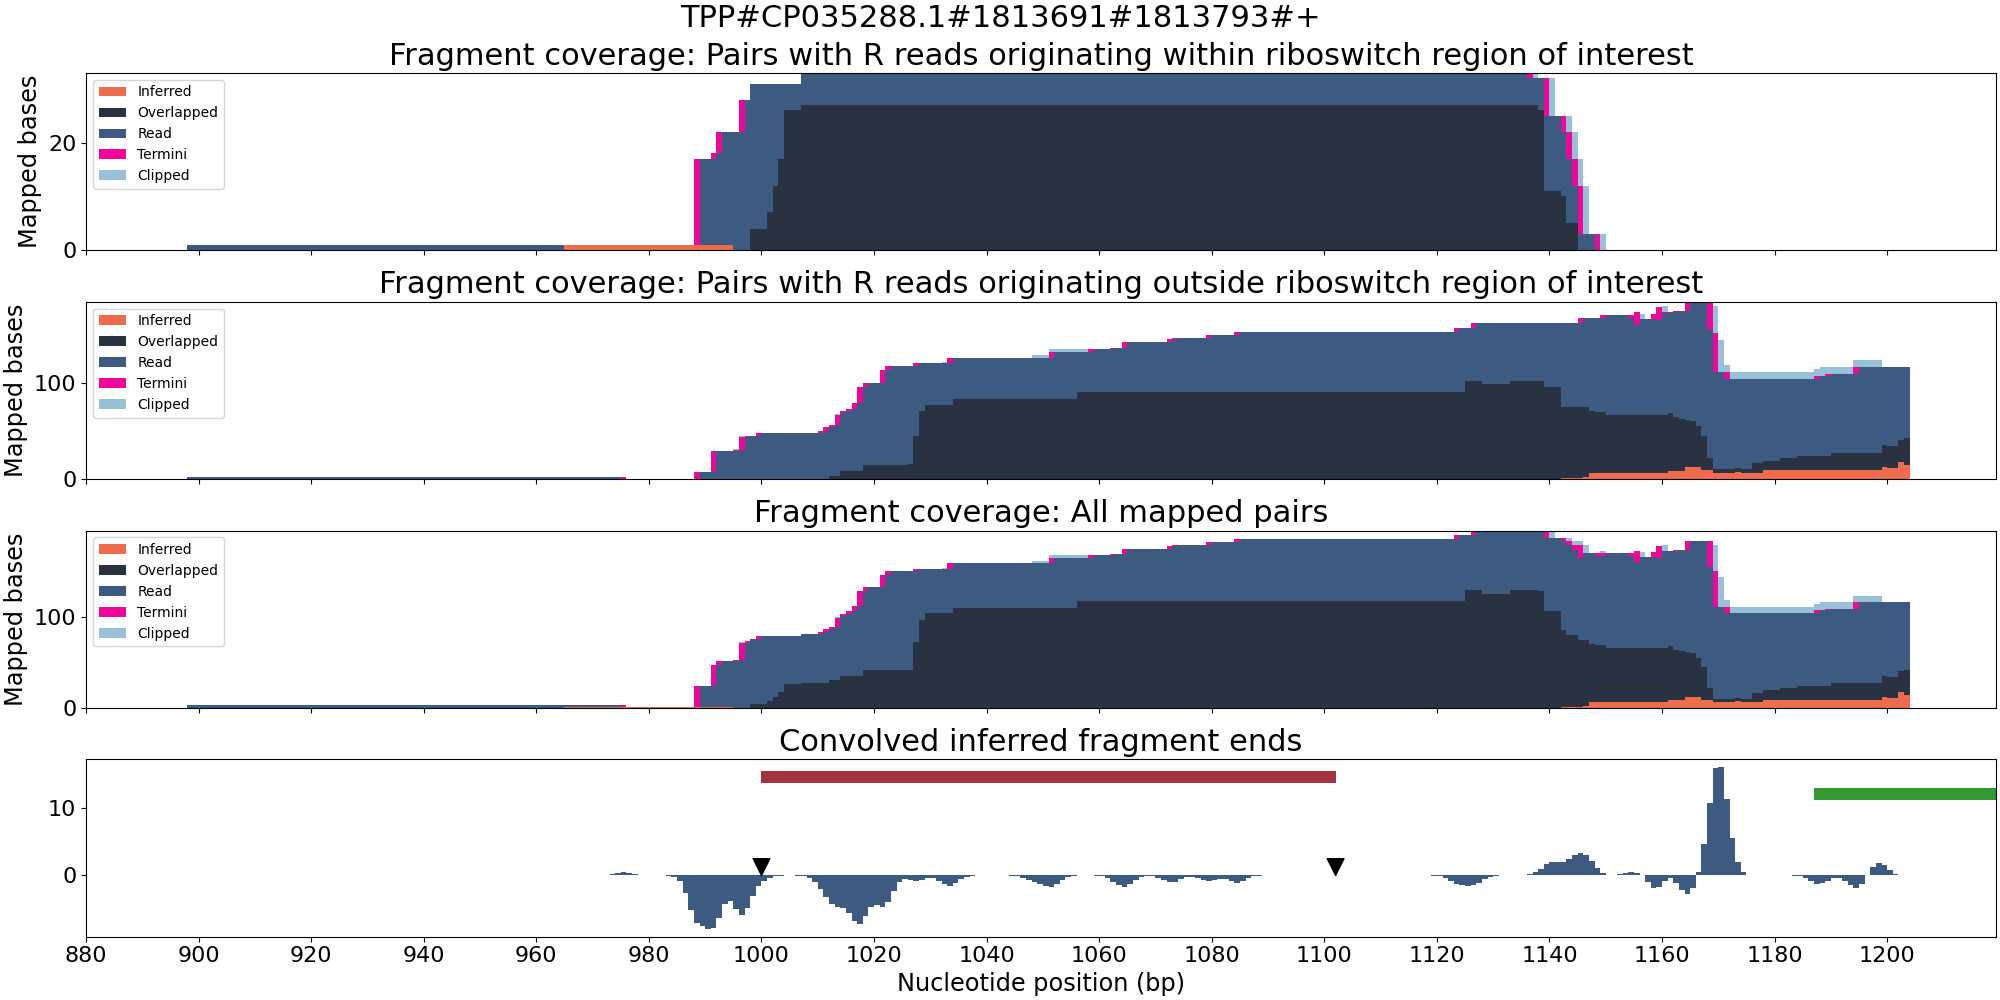 TPP#CP035288.1#1813691#1813793#+
Fragment coverage: Pairs with R reads originating within riboswitch region of interest
Mapped bases
20
0
Inferred
Overlapped
Read
Termini
Clipped
Fragment coverage: Pairs with R reads originating outside riboswitch region of interest
Mapped bases
100
0
Inferred
Overlapped
Read
Termini
Clipped
Fragment coverage: All mapped pairs
Mapped bases
100
0
Inferred
Overlapped
Read
Termini
Clipped
Convolved inferred fragment ends
10
0
880 900 920 940 960 980 1000 1020 1040 1060 1080 1100 1120 1140 1160 1180 1200
Nucleotide position (bp)